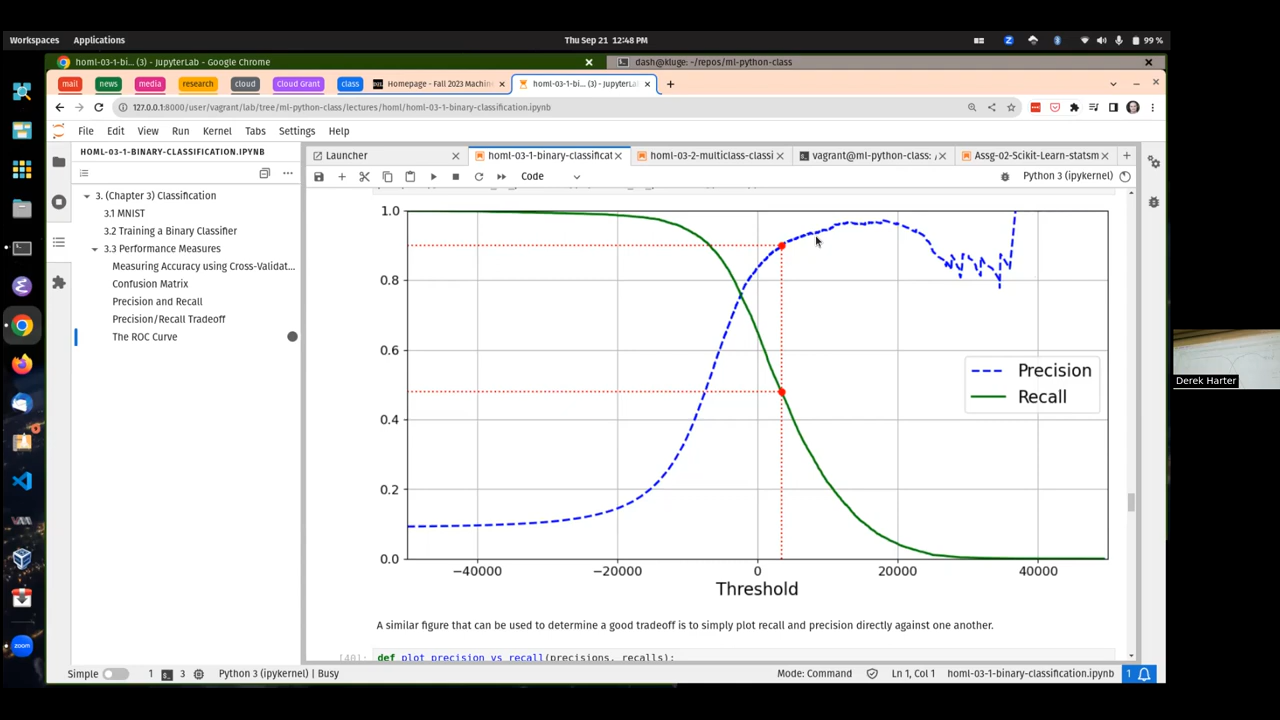 Workspaces Applications Thu Sep 21 12:48 PM 99 %
homl-03-1-bi... (3) - JupyterLab - Google Chrome dash@kluge: ~/repos/ml-python-class
mail news media research cloud Cloud Grant class Homepage - Fall 2023 Machin homl-03-1-bi... (3) - JupyterLa
127.0.0.1:8000/user/vagrant/lab/tree/ml-python-class/lectures/homl/homl-03-1-binary-classification.ipynb
File Edit View Run Kernel Tabs Settings Help
HOML-03-1-BINARY-CLASSIFICATION.IPYNB Launcher homl-03-1-binary-classificat homl-03-2-multiclass-classi vagrant@ml-python-class: / Assg-02-Scikit-Learn-statsm
Code Python 3 (ipykernel)
3. (Chapter 3) Classification
3.1 MNIST
3.2 Training a Binary Classifier
3.3 Performance Measures
Measuring Accuracy using Cross-Validat...
Confusion Matrix
Precision and Recall
Precision/Recall Tradeoff
The ROC Curve
1.0
0.8
0.6
0.4
0.2
0.0
Precision
Recall
−40000 −20000 0 20000 40000
Threshold
Derek Harter
A similar figure that can be used to determine a good tradeoff is to simply plot recall and precision directly against one another.
[40]: def plot_precision_vs_recall(precisions, recalls):
Simple 1 3 Python 3 (ipykernel) | Busy Mode: Command Ln 1, Col 1 homl-03-1-binary-classification.ipynb 1
zoom